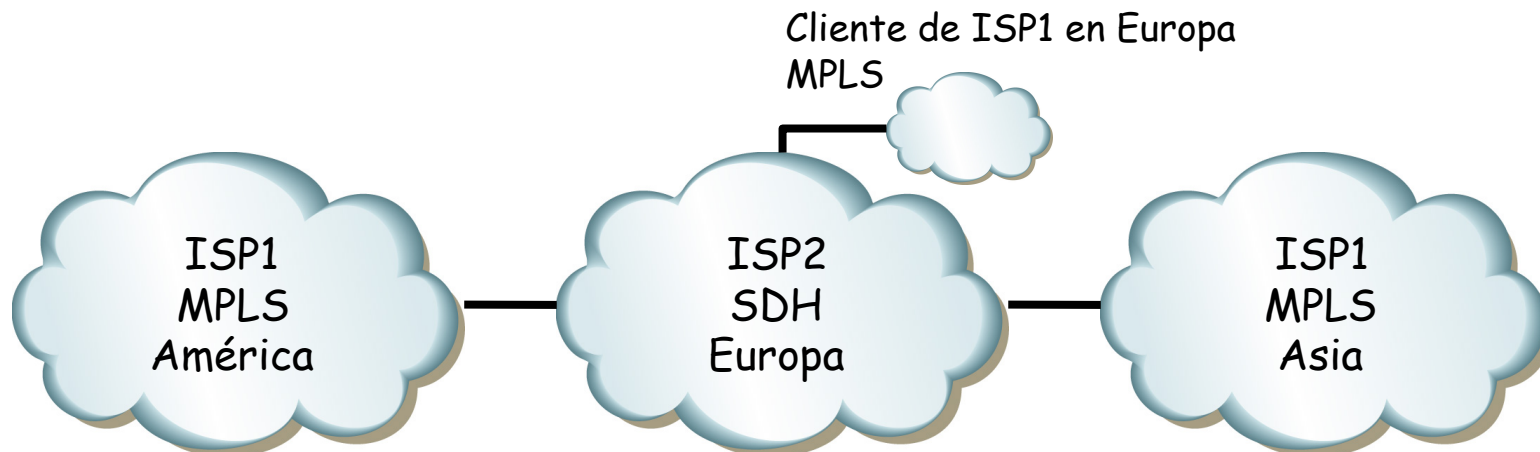 Cliente de ISP1 en Europa
MPLS
ISP1
MPLS
América
ISP2
SDH
Europa
ISP1
MPLS
Asia